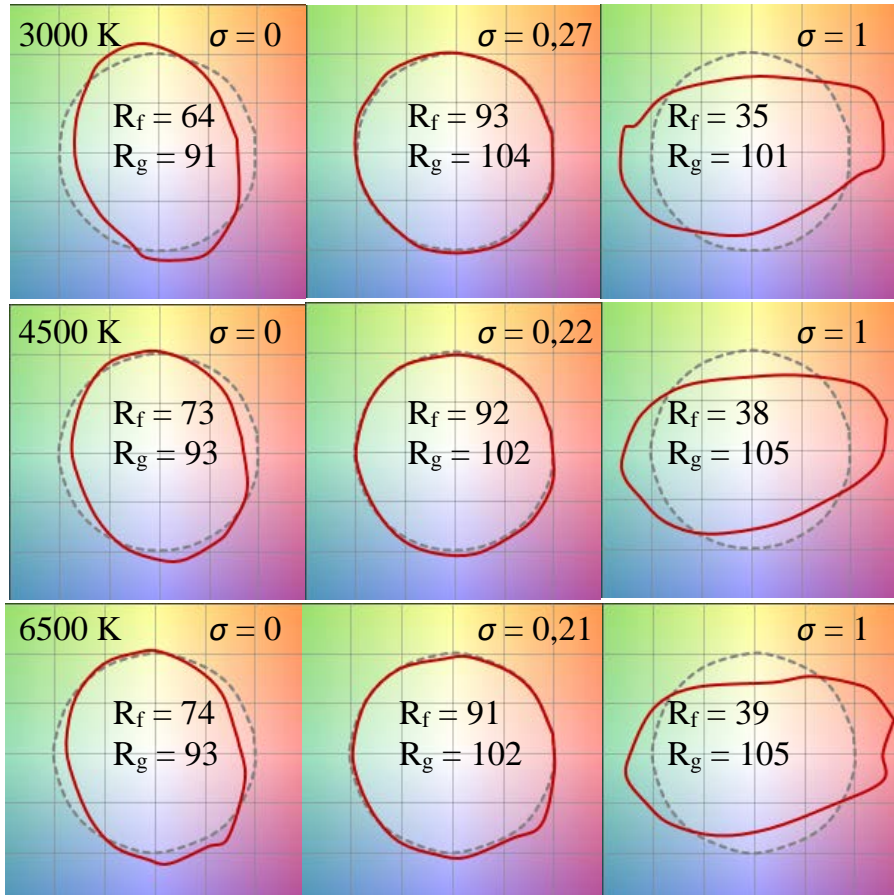 3000 K σ = 0
R_f = 64
R_g = 91
σ = 0,27
R_f = 93
R_g = 104
σ = 1
R_f = 35
R_g = 101
4500 K σ = 0
R_f = 73
R_g = 93
σ = 0,22
R_f = 92
R_g = 102
σ = 1
R_f = 38
R_g = 105
6500 K σ = 0
R_f = 74
R_g = 93
σ = 0,21
R_f = 91
R_g = 102
σ = 1
R_f = 39
R_g = 105